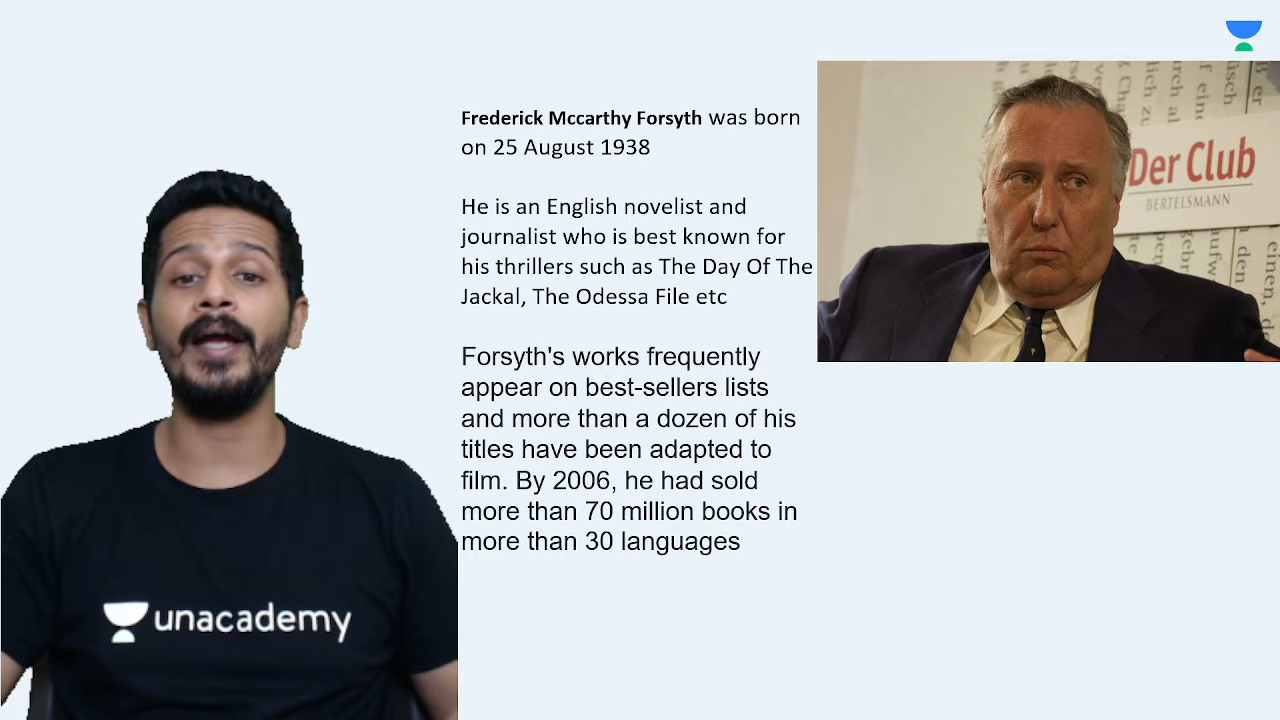 Frederick Mccarthy Forsyth was born
on 25 August 1938
He is an English novelist and
journalist who is best known for
his thrillers such as The Day Of The
Jackal, The Odessa File etc
Forsyth's works frequently
appear on best-sellers lists
and more than a dozen of his
titles have been adapted to
film. By 2006, he had sold
more than 70 million books in
more than 30 languages
unacademy
Der Club
BERTELSMANN